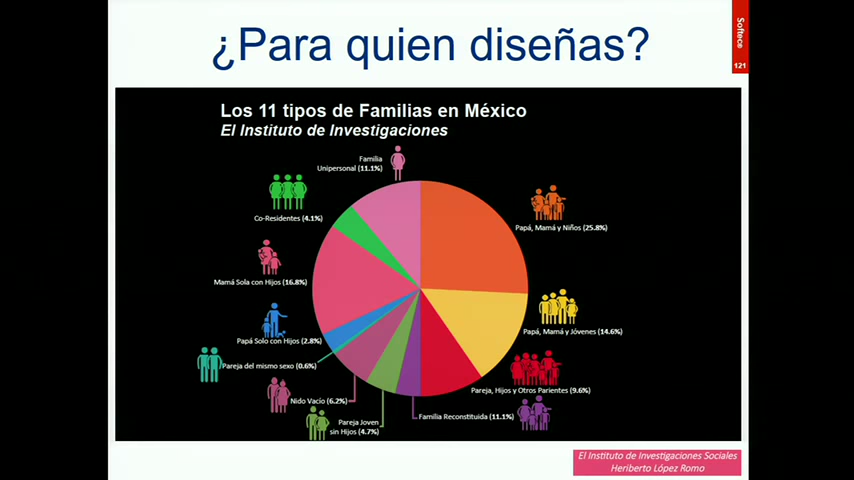 ¿Para quien diseñas?
Softece
121
Los 11 tipos de Familias en México
El Instituto de Investigaciones
Familia
Unipersonal (11.1%)
Papá, Mamá y Niños (25.8%)
Co-Residentes (4.1%)
Mamá Sola con Hijos (16.8%)
Papá, Mamá y Jóvenes (14.6%)
Papá Solo con Hijos (2.8%)
Pareja del mismo sexo (0.6%)
Pareja, Hijos y Otros Parientes (9.6%)
Nido Vacío (6.2%)
Familia Reconstituida (11.1%)
Pareja Joven
sin Hijos (4.7%)
El Instituto de Investigaciones Sociales
Heriberto López Romo